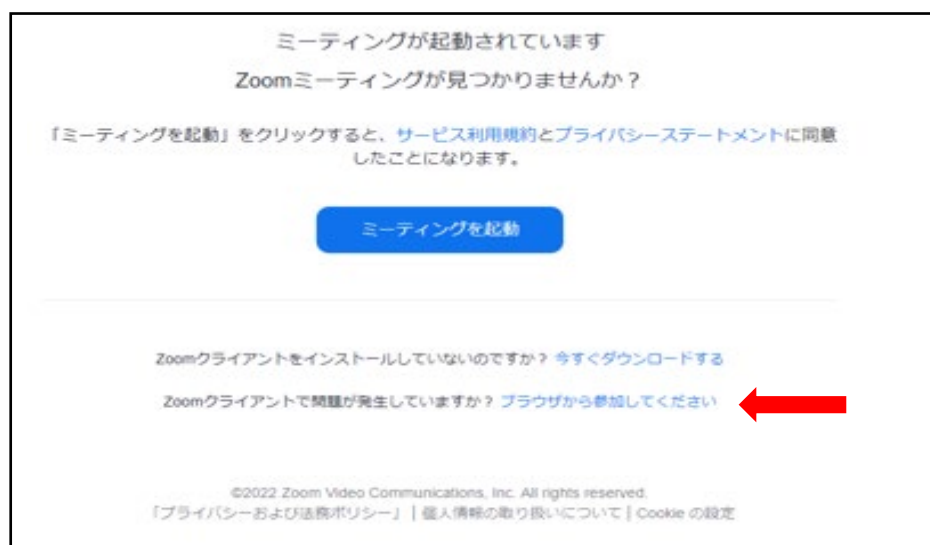 ミーティングが起動されています
Zoomミーティングが見つかりませんか？
「ミーティングを起動」をクリックすると、サービス利用規約とプライバシーステートメントに同意
したことになります。
ミーティングを起動
Zoomクライアントをインストールしていないのですか？ 今すぐダウンロードする
Zoomクライアントで問題が発生していますか？ ブラウザから参加してください
©2022 Zoom Video Communications, Inc. All rights reserved.
「プライバシーおよび法務ポリシー」 | 個人情報の取り扱いについて | Cookie の設定